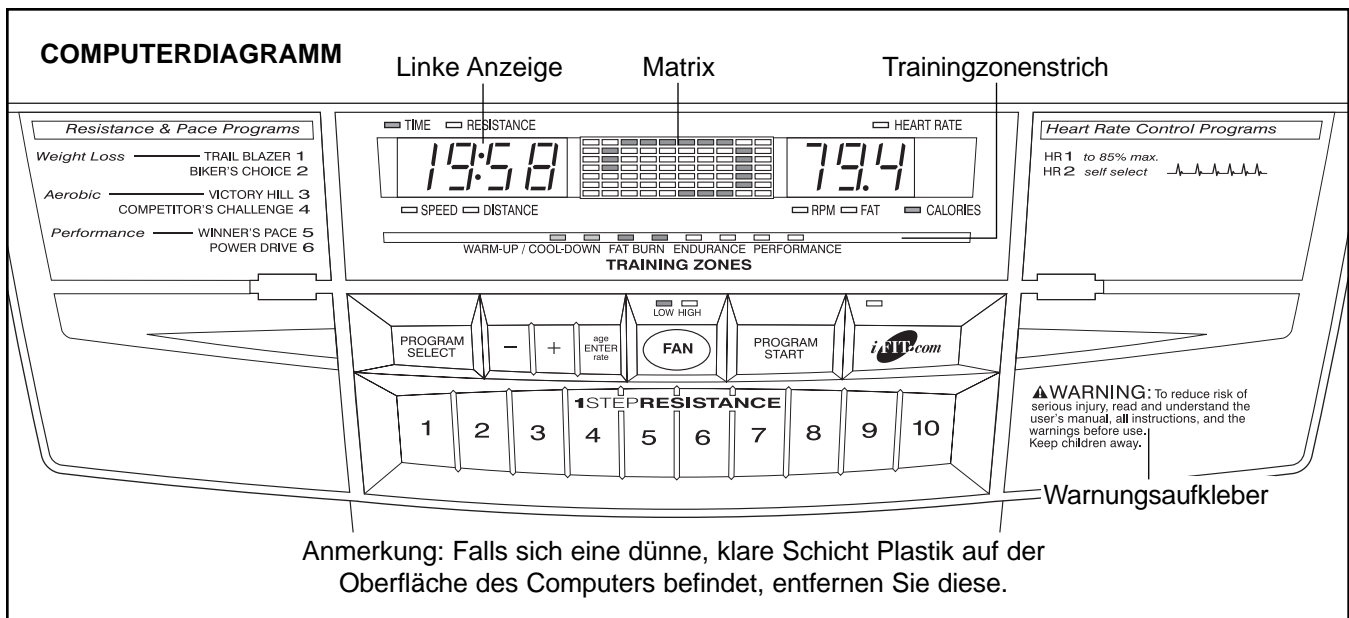 COMPUTERDIAGRAMM
Linke Anzeige
Matrix
Trainingzonenstrich
Resistance & Pace Programs
Weight Loss TRAIL BLAZER 1
BIKER'S CHOICE 2
Aerobic VICTORY HILL 3
COMPETITOR'S CHALLENGE 4
Performance WINNER'S PACE 5
POWER DRIVE 6
TIME RESISTANCE
HEART RATE
19:58
79.4
SPEED DISTANCE
RPM FAT CALORIES
WARM-UP / COOL-DOWN FAT BURN ENDURANCE PERFORMANCE
TRAINING ZONES
Heart Rate Control Programs
HR 1 to 85% max.
HR 2 self select
PROGRAM
SELECT
− +
age
ENTER
rate
LOW HIGH
FAN
PROGRAM
START
iFIT.com
1STEPRESISTANCE
1 2 3 4 5 6 7 8 9 10
⚠WARNING: To reduce risk of
serious injury, read and understand the
user's manual, all instructions, and the
warnings before use.
Keep children away.
Warnungsaufkleber
Anmerkung: Falls sich eine dünne, klare Schicht Plastik auf der
Oberfläche des Computers befindet, entfernen Sie diese.